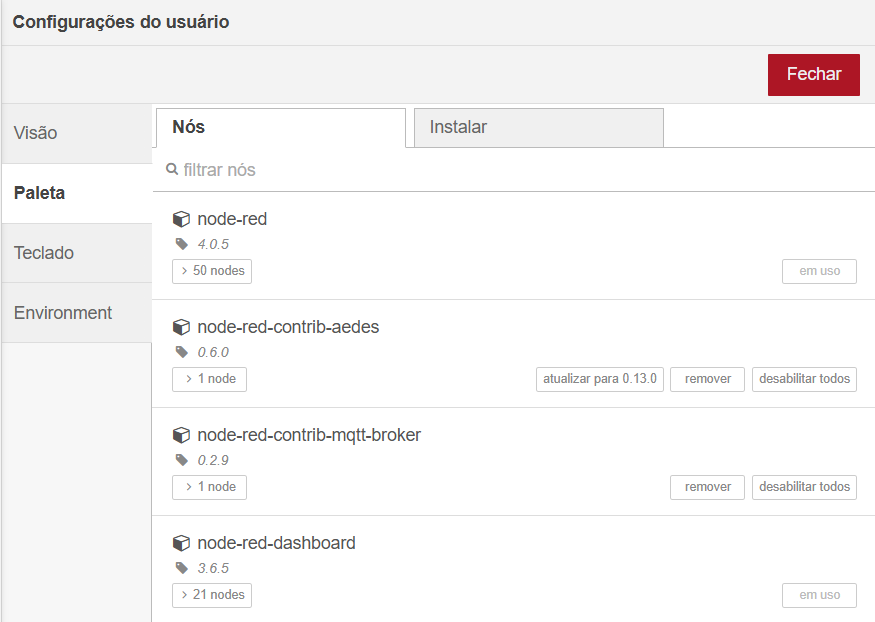 Configurações do usuário
Fechar
Visão
Paleta
Teclado
Environment
Nós
Instalar
filtrar nós
node-red
4.0.5
> 50 nodes
em uso
node-red-contrib-aedes
0.6.0
> 1 node
atualizar para 0.13.0
remover
desabilitar todos
node-red-contrib-mqtt-broker
0.2.9
> 1 node
remover
desabilitar todos
node-red-dashboard
3.6.5
> 21 nodes
em uso